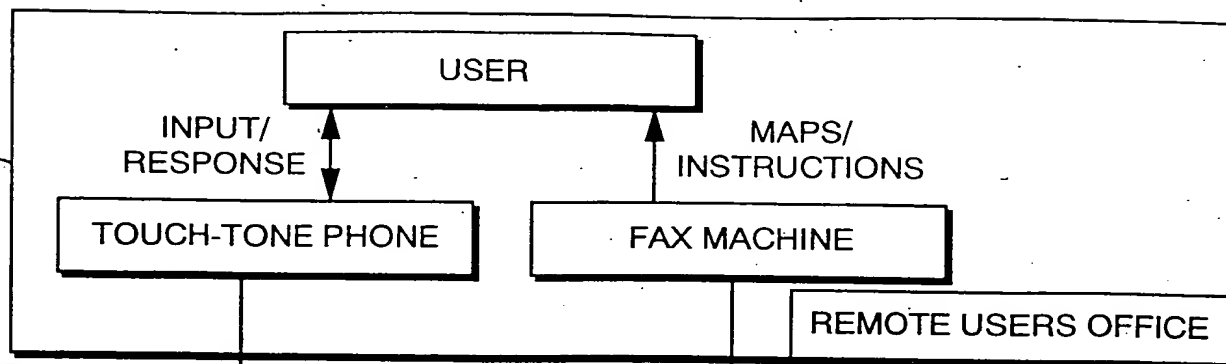 USER
INPUT/
RESPONSE
MAPS/
INSTRUCTIONS
TOUCH-TONE PHONE
FAX MACHINE
REMOTE USERS OFFICE